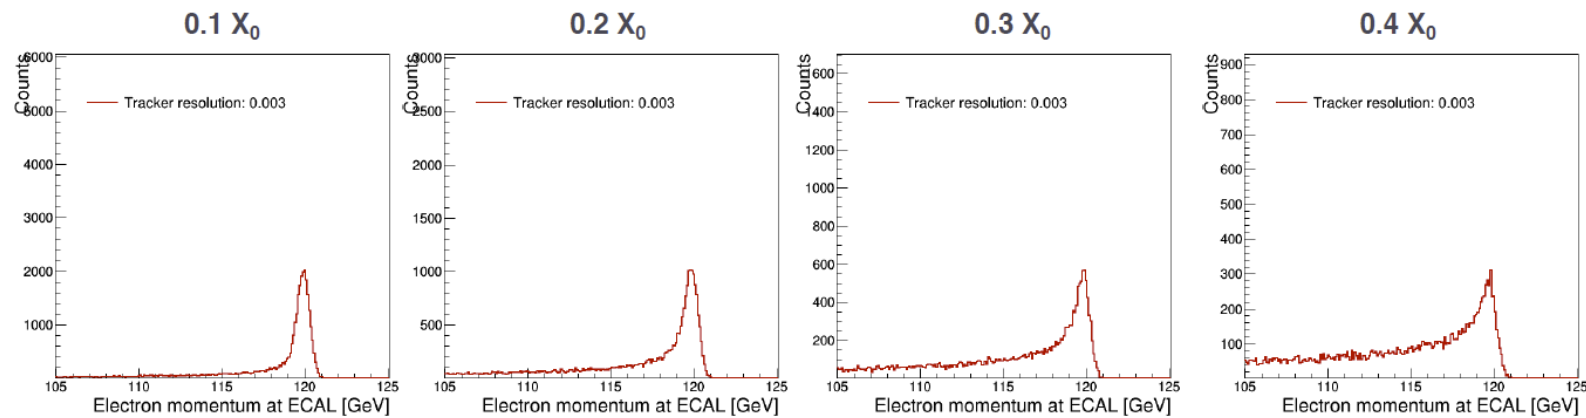 0.1 X₀
0.2 X₀
0.3 X₀
0.4 X₀
Counts
6000
5000
4000
3000
2000
1000
Tracker resolution: 0.003
105 110 115 120 125
Electron momentum at ECAL [GeV]
Counts
3000
2500
2000
1500
1000
500
Tracker resolution: 0.003
105 110 115 120 125
Electron momentum at ECAL [GeV]
Counts
1600
1400
1200
1000
800
600
400
200
Tracker resolution: 0.003
105 110 115 120 125
Electron momentum at ECAL [GeV]
Counts
900
800
700
600
500
400
300
200
100
Tracker resolution: 0.003
105 110 115 120 125
Electron momentum at ECAL [GeV]